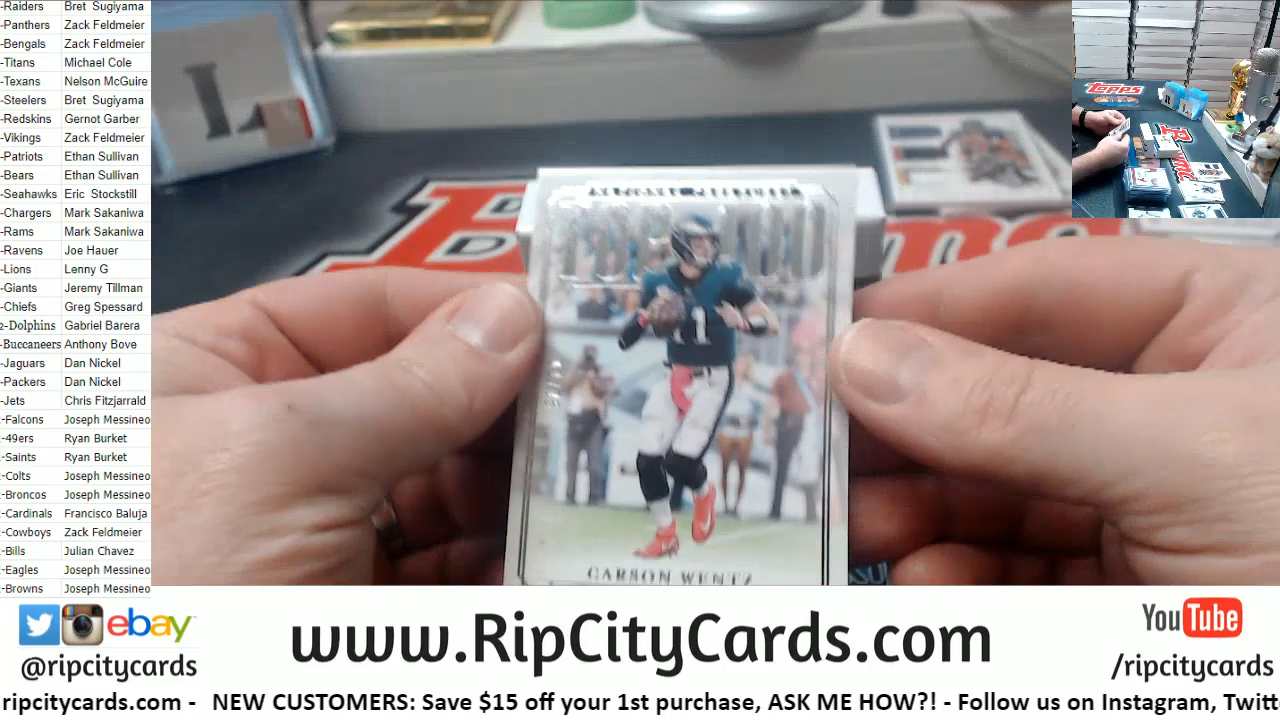 -Raiders Bret Sugiyama
-Panthers Zack Feldmeier
-Bengals Zack Feldmeier
-Titans Michael Cole
-Texans Nelson McGuire
-Steelers Bret Sugiyama
-Redskins Gernot Garber
-Vikings Zack Feldmeier
-Patriots Ethan Sullivan
-Bears Ethan Sullivan
-Seahawks Eric Stockstill
-Chargers Mark Sakaniwa
-Rams Mark Sakaniwa
-Ravens Joe Hauer
-Lions Lenny G
-Giants Jeremy Tillman
-Chiefs Greg Spessard
2-Dolphins Gabriel Barera
-Buccaneers Anthony Bove
-Jaguars Dan Nickel
-Packers Dan Nickel
-Jets Chris Fitzjarrald
-Falcons Joseph Messineo
-49ers Ryan Burket
-Saints Ryan Burket
-Colts Joseph Messineo
-Broncos Joseph Messineo
-Cardinals Francisco Baluja
-Cowboys Zack Feldmeier
-Bills Julian Chavez
-Eagles Joseph Messineo
-Browns Joseph Messineo
L
Topps
R L
11
CARSON WENTZ
ebay
@ripcitycards
www.RipCityCards.com
YouTube
/ripcitycards
ripcitycards.com - NEW CUSTOMERS: Save $15 off your 1st purchase, ASK ME HOW?! - Follow us on Instagram, Twitt